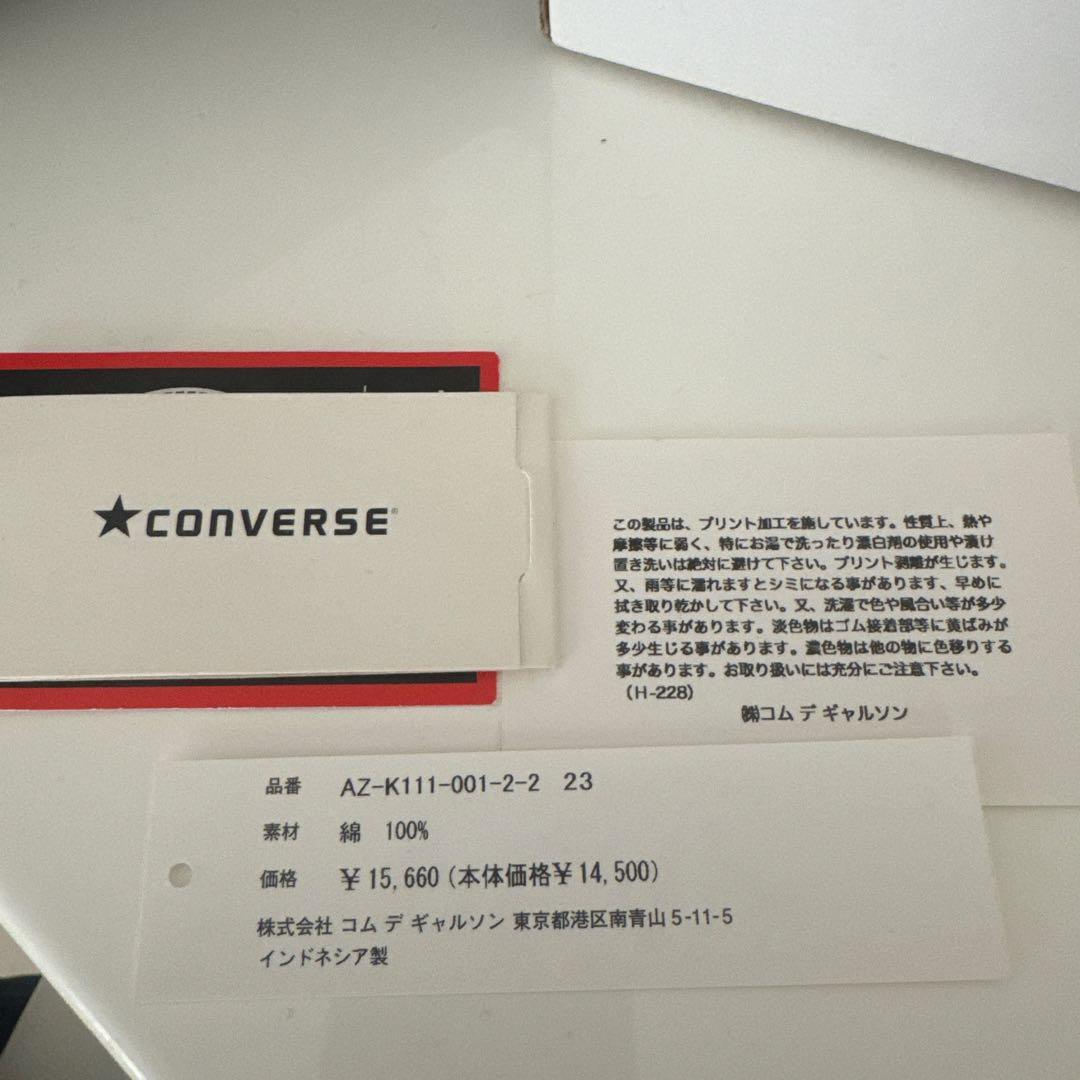 ★CONVERSE®
この製品は、プリント加工を施しています。性質上、熱や
摩擦等に弱く、特にお湯で洗ったり漂白剤の使用や漬け
置き洗いは絶対に避けて下さい。プリント剥離が生じます。
又、雨等に濡れますとシミになる事があります、早めに
拭き取り乾かして下さい。又、洗濯で色や風合い等が多少
変わる事があります。淡色物はゴム接着部等に黄ばみが
多少生じる事があります。濃色物は他の物に色移りする
事があります。お取り扱いには充分にご注意下さい。
（H-228）
㈱コム デ ギャルソン
品番 AZ-K111-001-2-2 23
素材 綿 100%
価格 ¥15,660(本体価格¥14,500)
株式会社 コム デ ギャルソン 東京都港区南青山5-11-5
インドネシア製